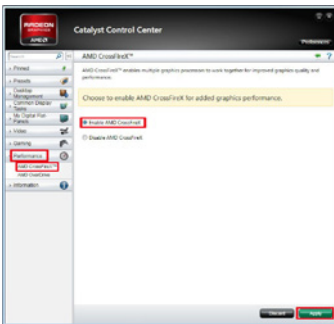 RADEON
GRAPHICS
AMD
Catalyst Control Center
Preferences
Search
AMD CrossFireX™
Pinned
Presets
Desktop
Management
Common Display
Tasks
My Digital Flat-
Panels
Video
Gaming
Performance
AMD CrossFireX™
AMD OverDrive
Information
AMD CrossFireX™ enables multiple graphics processors to work together for improved graphics quality and
performance.
Choose to enable AMD CrossFireX for added graphics performance.
Enable AMD CrossFireX
Disable AMD CrossFireX
Discard
Apply